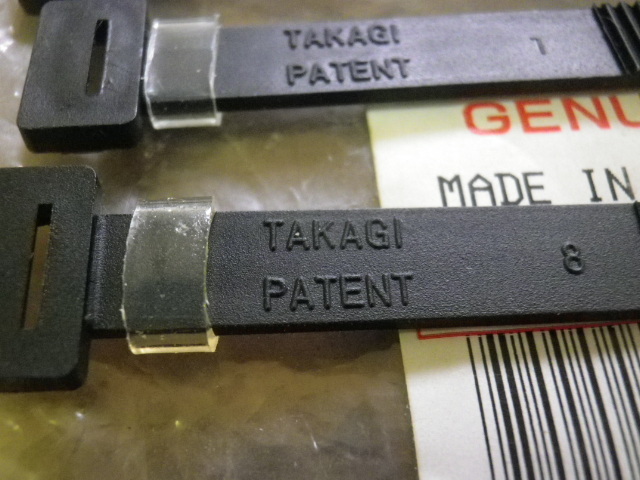 TAKAGI
PATENT
1
GENU
MADE IN
TAKAGI
PATENT
8